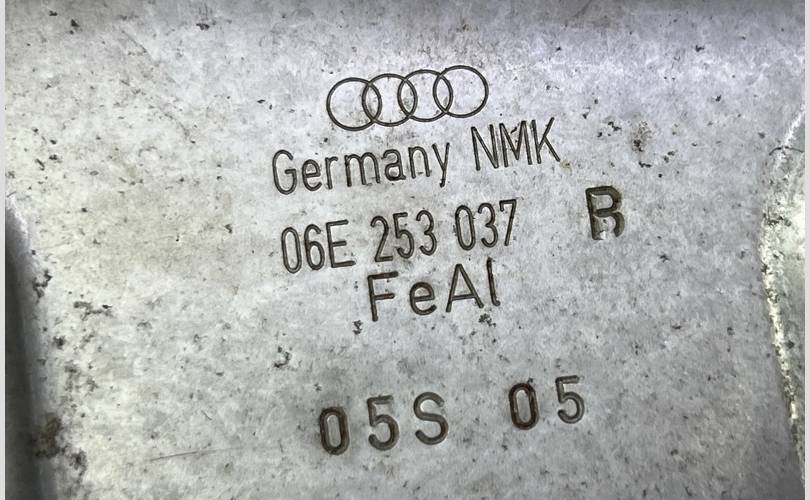 Germany NMK
06E 253 037 B
FeAl
05S 05